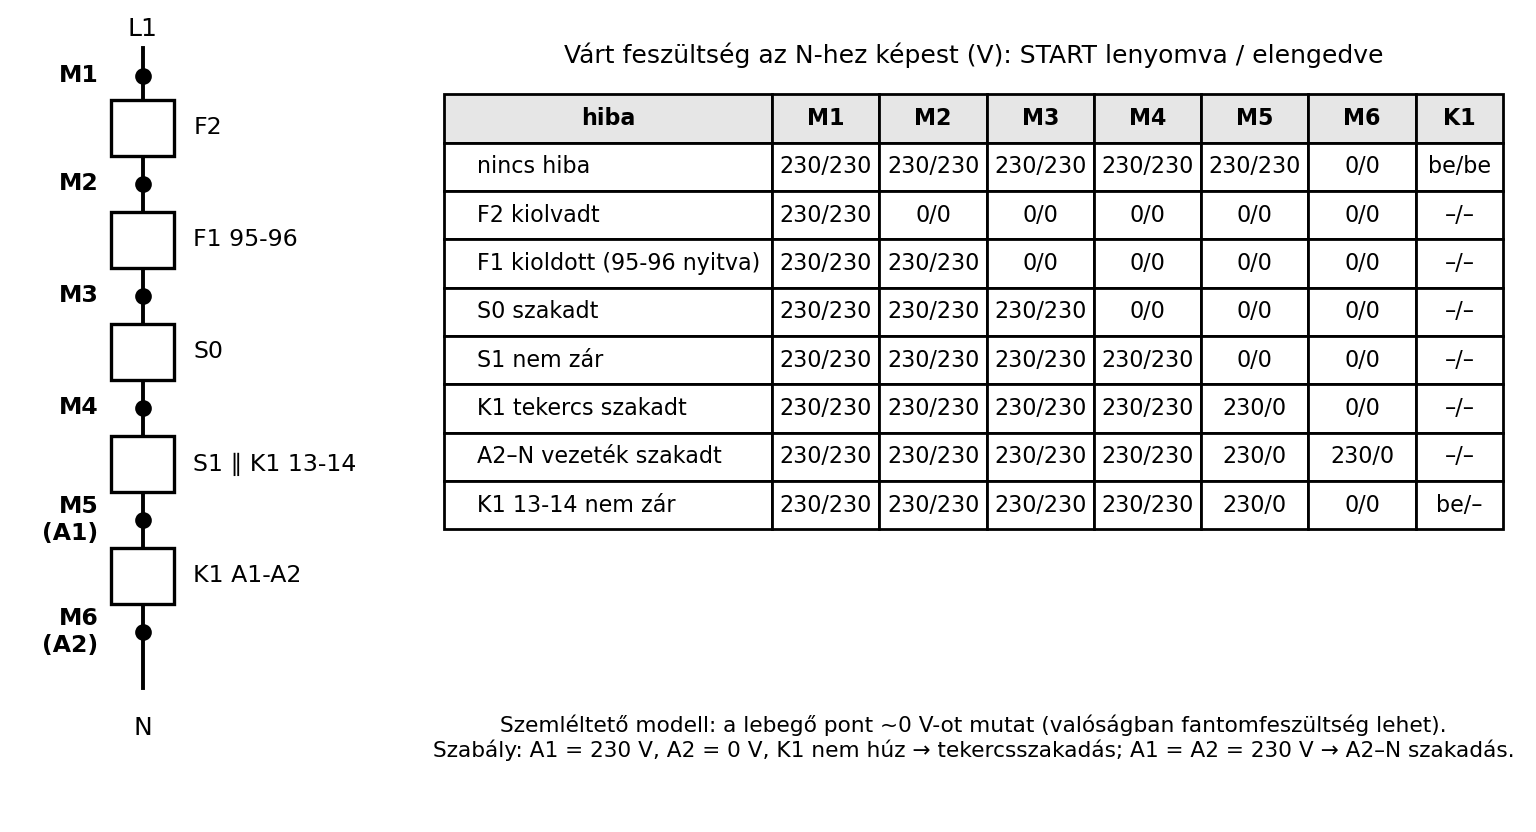 L1
M1
F2
M2
F1 95-96
M3
S0
M4
S1 ∥ K1 13-14
M5
(A1)
K1 A1-A2
M6
(A2)
N
Várt feszültség az N-hez képest (V): START lenyomva / elengedve
hiba M1 M2 M3 M4 M5 M6 K1
nincs hiba 230/230 230/230 230/230 230/230 230/230 0/0 be/be
F2 kiolvadt 230/230 0/0 0/0 0/0 0/0 0/0 –/–
F1 kioldott (95-96 nyitva) 230/230 230/230 0/0 0/0 0/0 0/0 –/–
S0 szakadt 230/230 230/230 230/230 0/0 0/0 0/0 –/–
S1 nem zár 230/230 230/230 230/230 230/230 0/0 0/0 –/–
K1 tekercs szakadt 230/230 230/230 230/230 230/230 230/0 0/0 –/–
A2–N vezeték szakadt 230/230 230/230 230/230 230/230 230/0 230/0 –/–
K1 13-14 nem zár 230/230 230/230 230/230 230/230 230/0 0/0 be/–
Szemléltető modell: a lebegő pont ~0 V-ot mutat (valóságban fantomfeszültség lehet).
Szabály: A1 = 230 V, A2 = 0 V, K1 nem húz → tekercsszakadás; A1 = A2 = 230 V → A2–N szakadás.